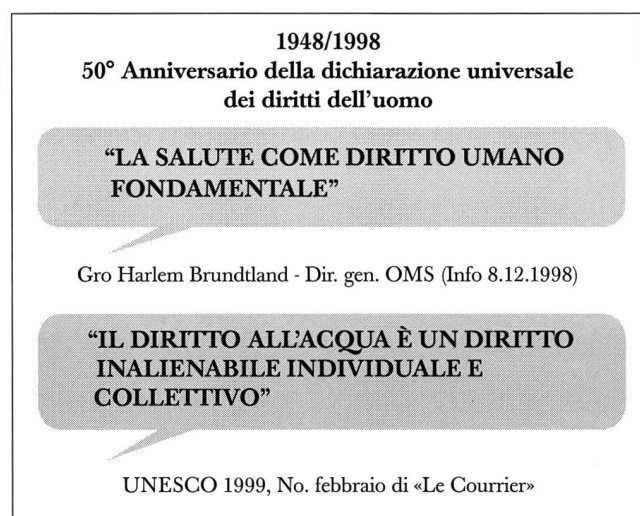 1948/1998
50° Anniversario della dichiarazione universale
dei diritti dell'uomo
“LA SALUTE COME DIRITTO UMANO
FONDAMENTALE”
Gro Harlem Brundtland - Dir. gen. OMS (Info 8.12.1998)
“IL DIRITTO ALL'ACQUA È UN DIRITTO
INALIENABILE INDIVIDUALE E
COLLETTIVO”
UNESCO 1999, No. febbraio di «Le Courrier»